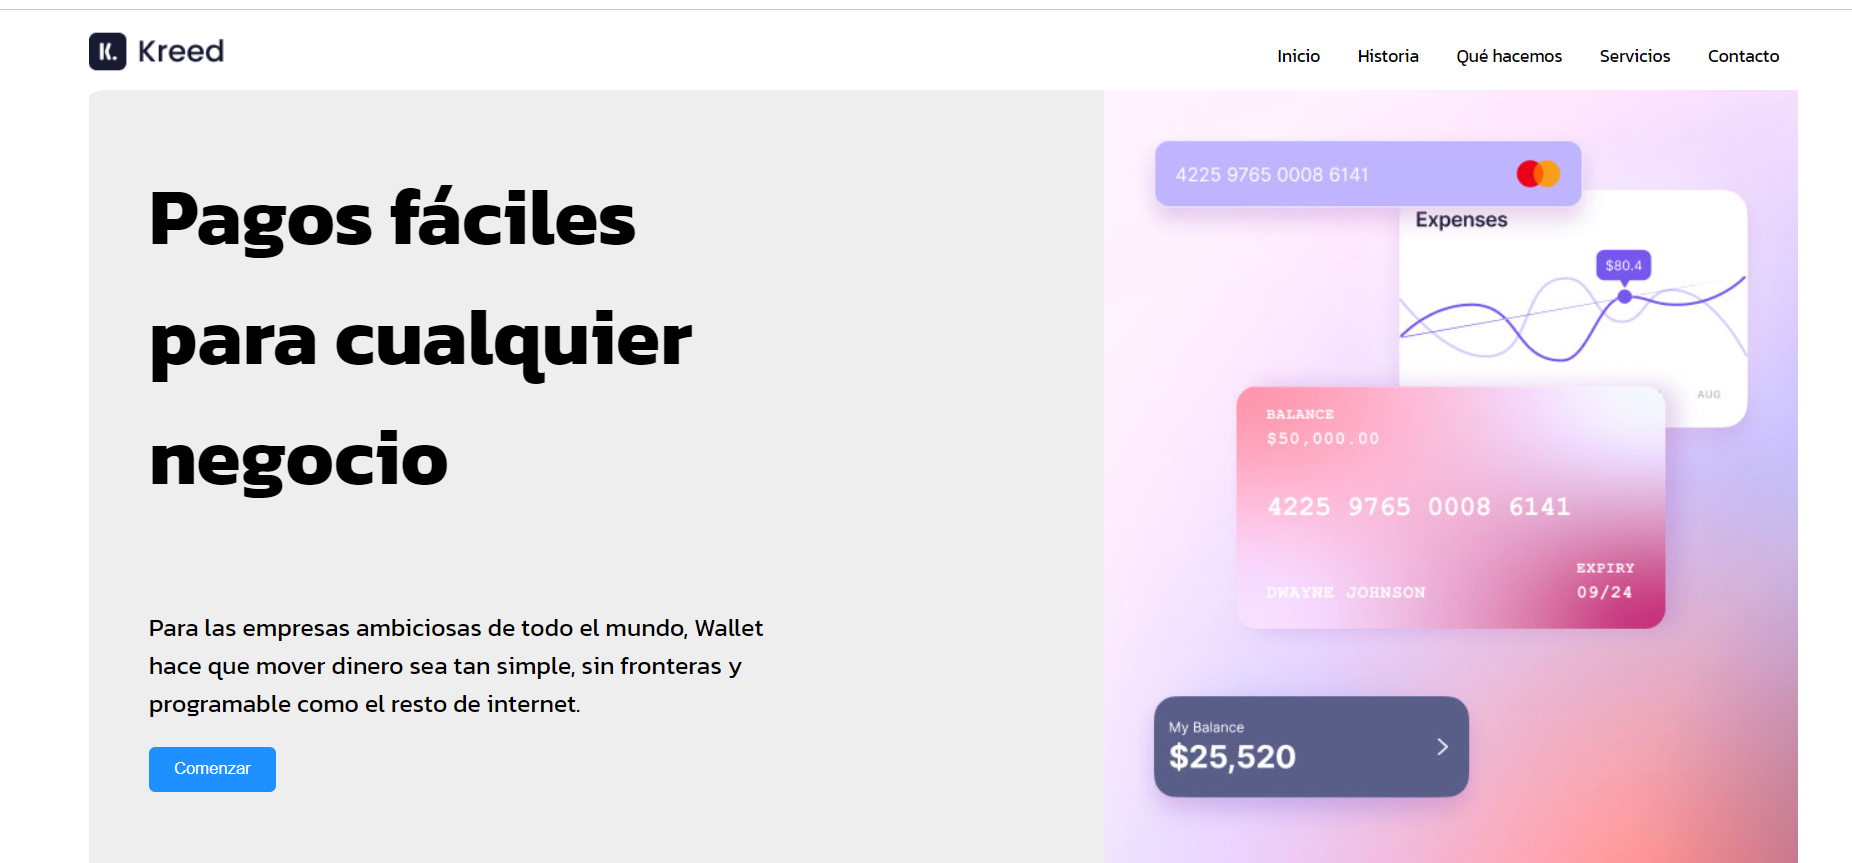 K. Kreed
Inicio Historia Qué hacemos Servicios Contacto
Pagos fáciles
para cualquier
negocio
Para las empresas ambiciosas de todo el mundo, Wallet
hace que mover dinero sea tan simple, sin fronteras y
programable como el resto de internet.
Comenzar
4225 9765 0008 6141
Expenses
$80.4
AUG
BALANCE
$50,000.00
4225 9765 0008 6141
EXPIRY
DWAYNE JOHNSON 09/24
My Balance
$25,520